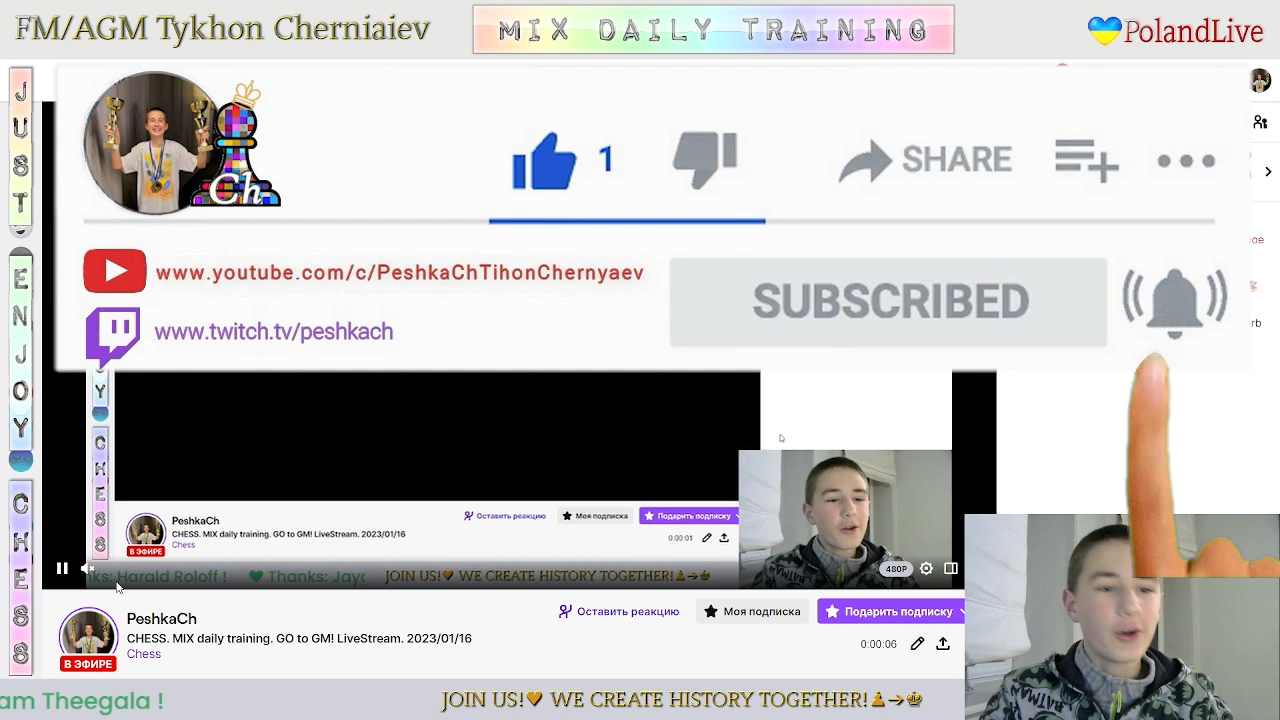 FM/AGM Tykhon Cherniaiev
MIX DAILY TRAINING
PolandLive
JUST
ENJOY
CHESS
Ch
1
SHARE
www.youtube.com/c/PeshkaChTihonChernyaev
SUBSCRIBED
www.twitch.tv/peshkach
Y
CHESS
PeshkaCh
CHESS. MIX daily training. GO to GM! LiveStream. 2023/01/16
Chess
В ЭФИРЕ
Оставить реакцию
Моя подписка
Подарить подписку
0:00:01
Thanks: Jay
JOIN US! WE CREATE HISTORY TOGETHER!
nks: Harald Roloff !
480P
PeshkaCh
CHESS. MIX daily training. GO to GM! LiveStream. 2023/01/16
Chess
В ЭФИРЕ
Оставить реакцию
Моя подписка
Подарить подписку
0:00:06
BATMAN
am Theegala !
JOIN US! WE CREATE HISTORY TOGETHER!